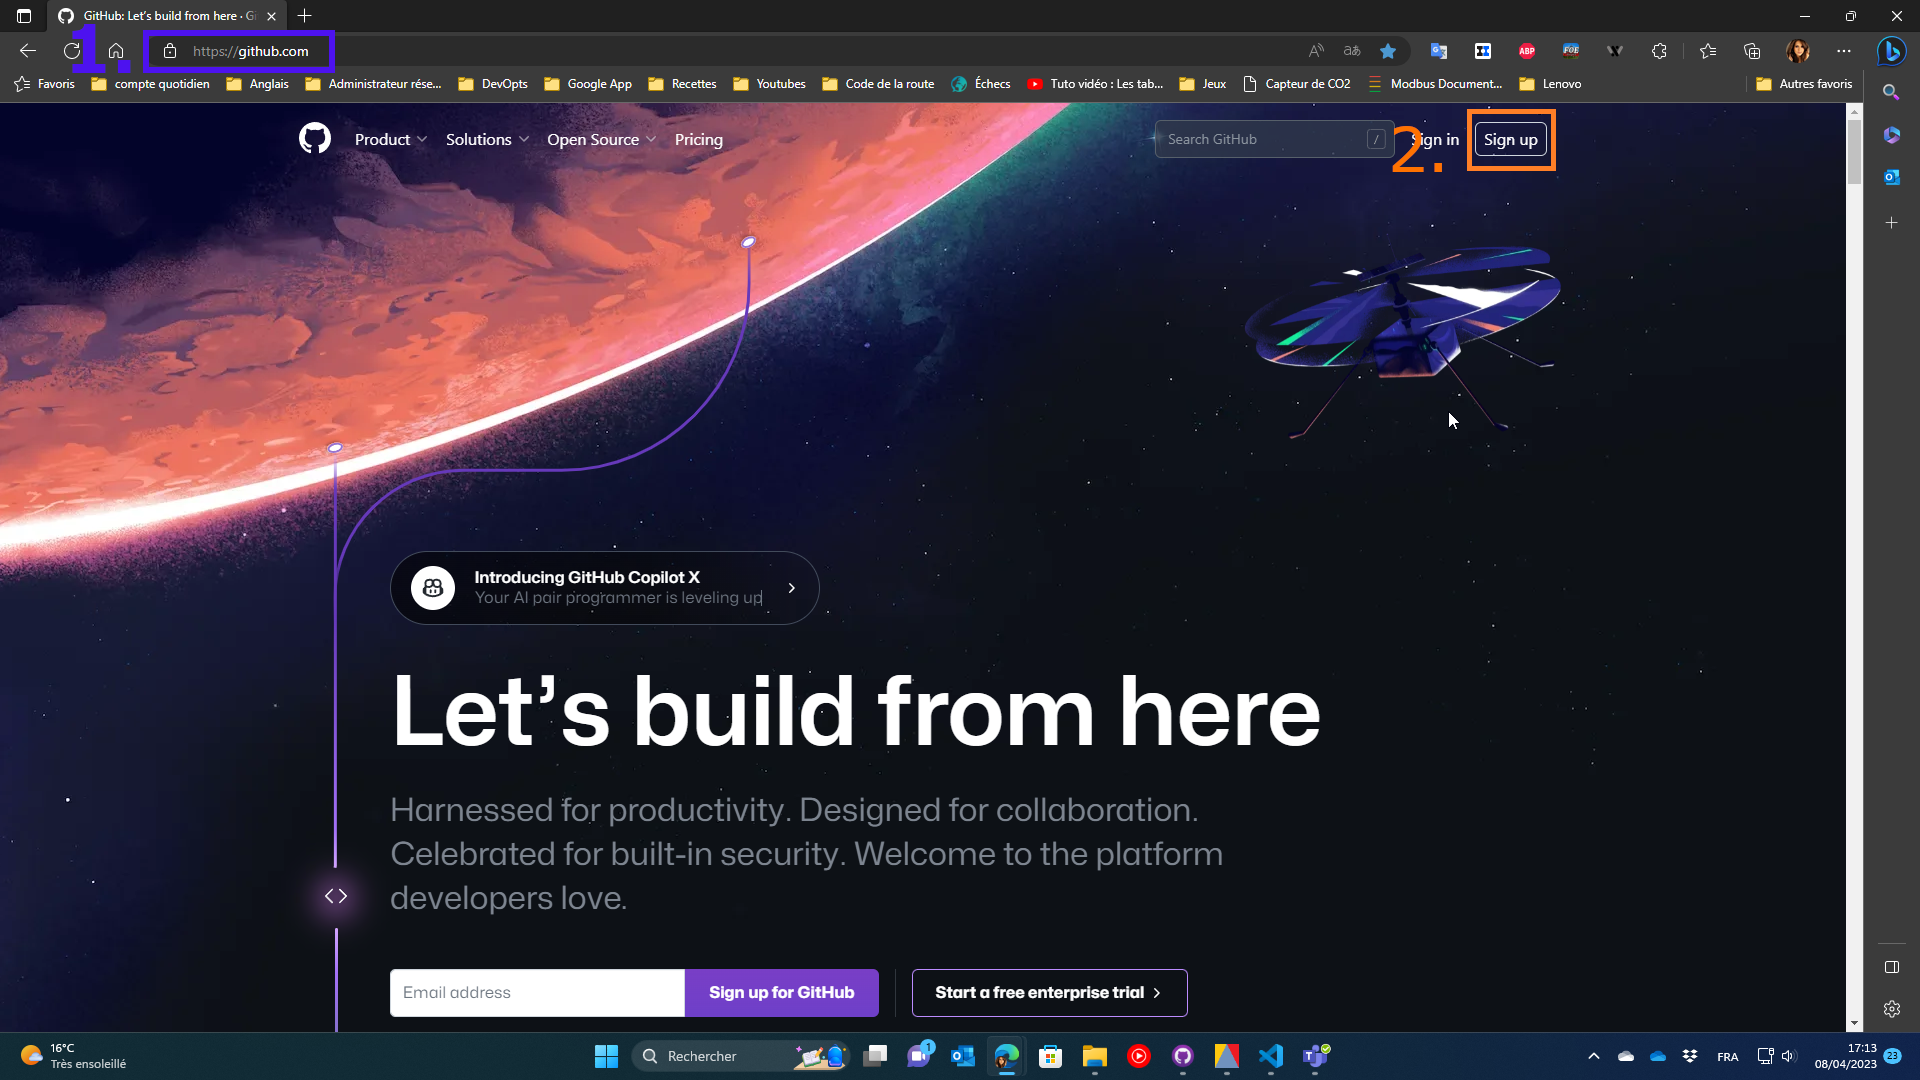 GitHub: Let's build from here · Gi
1.
https://github.com
Favoris
compte quotidien
Anglais
Administrateur rése...
DevOpts
Google App
Recettes
Youtubes
Code de la route
Échecs
Tuto vidéo : Les tab...
Jeux
Capteur de CO2
Modbus Document...
Lenovo
Autres favoris
ABP
FOE
Product
Solutions
Open Source
Pricing
Search GitHub /
2.
Sign in
Sign up
Introducing GitHub Copilot X
Your AI pair programmer is leveling up
Let’s build from here
Harnessed for productivity. Designed for collaboration.
Celebrated for built-in security. Welcome to the platform
developers love.
Email address
Sign up for GitHub
Start a free enterprise trial
16°C
Très ensoleillé
Rechercher
1
FRA
17:13
08/04/2023
23